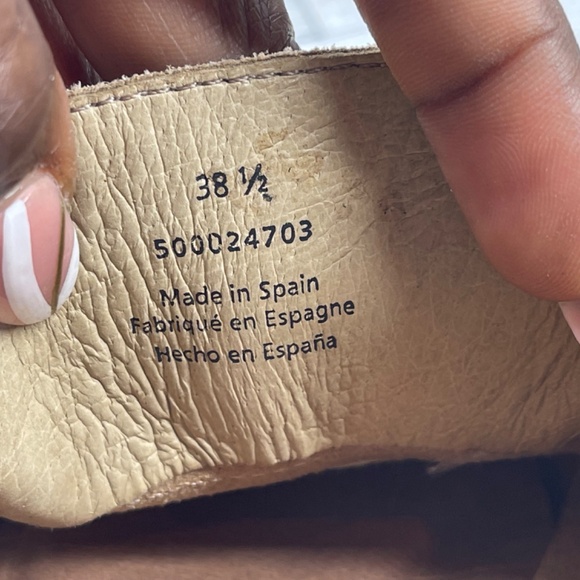 38 ½
500024703
Made in Spain
Fabriqué en Espagne
Hecho en España